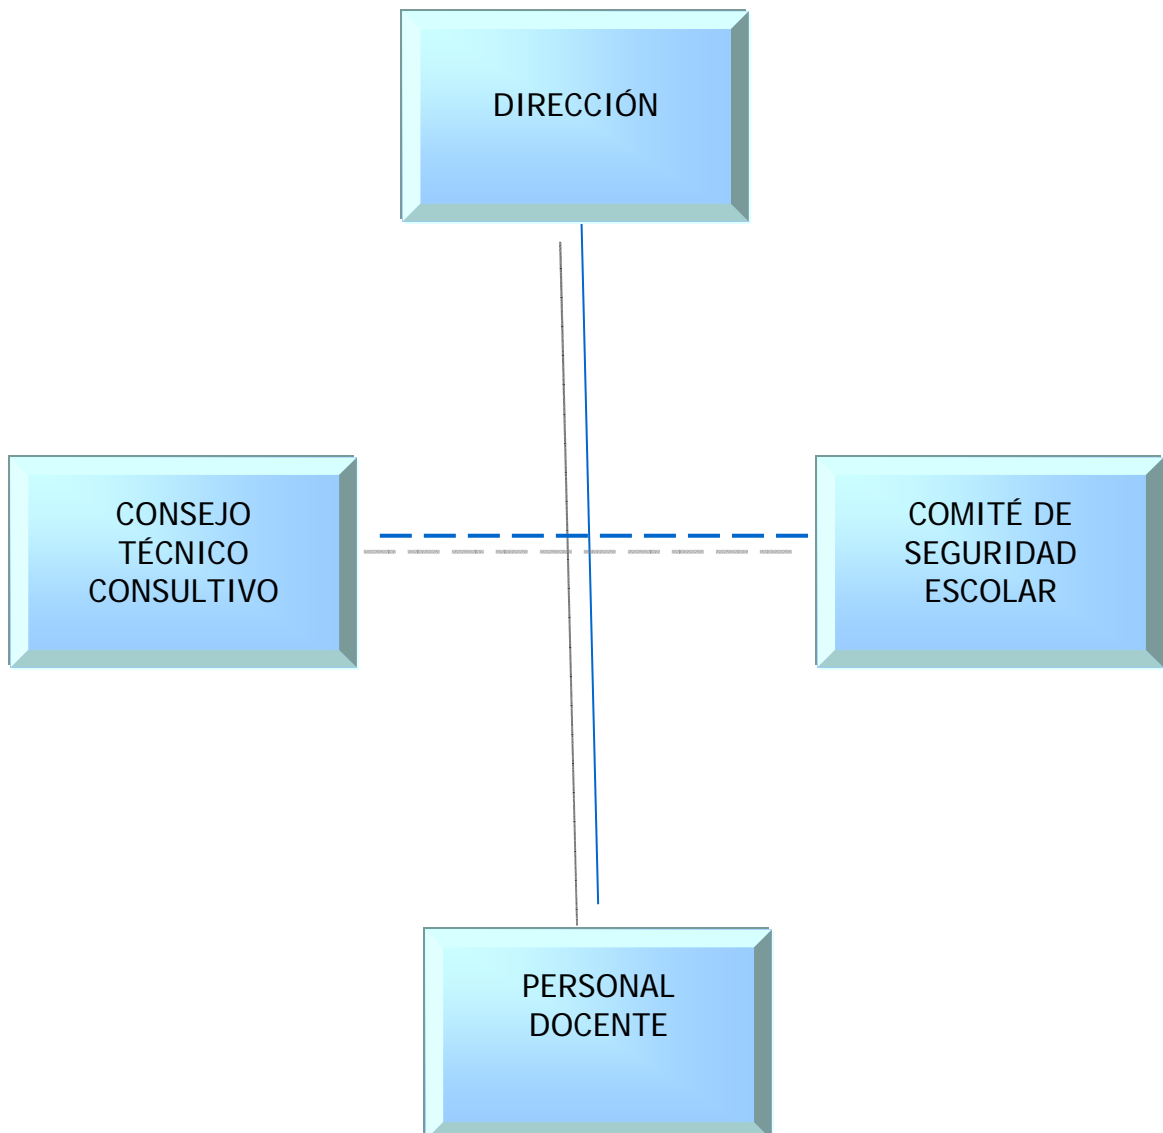 DIRECCIÓN
CONSEJO
TÉCNICO
CONSULTIVO
COMITÉ DE
SEGURIDAD
ESCOLAR
PERSONAL
DOCENTE